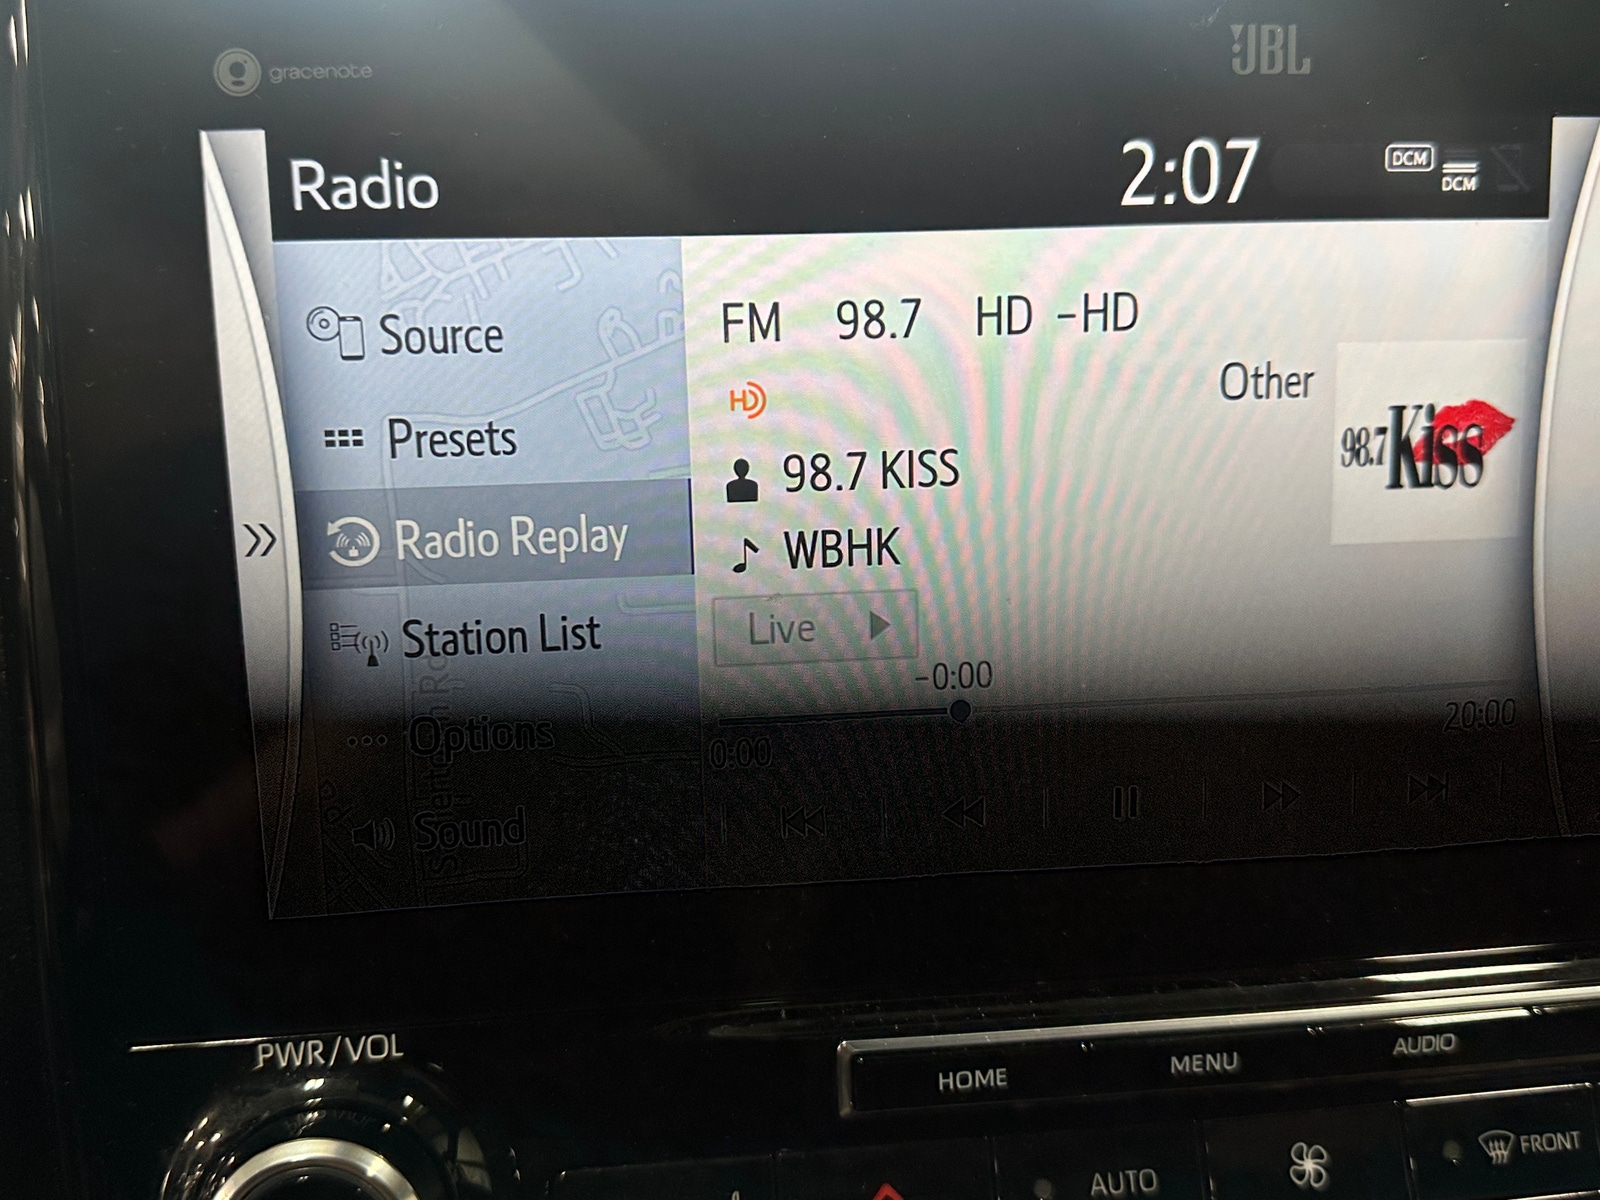 gracenote
JBL
Radio
2:07
DCM
DCM
Source
Presets
Radio Replay
Station List
Options
Sound
FM 98.7 HD -HD
HD
Other
98.7 Kiss
98.7 KISS
WBHK
Live
-0:00
0:00
20:00
PWR/VOL
HOME
MENU
AUDIO
AUTO
FRONT